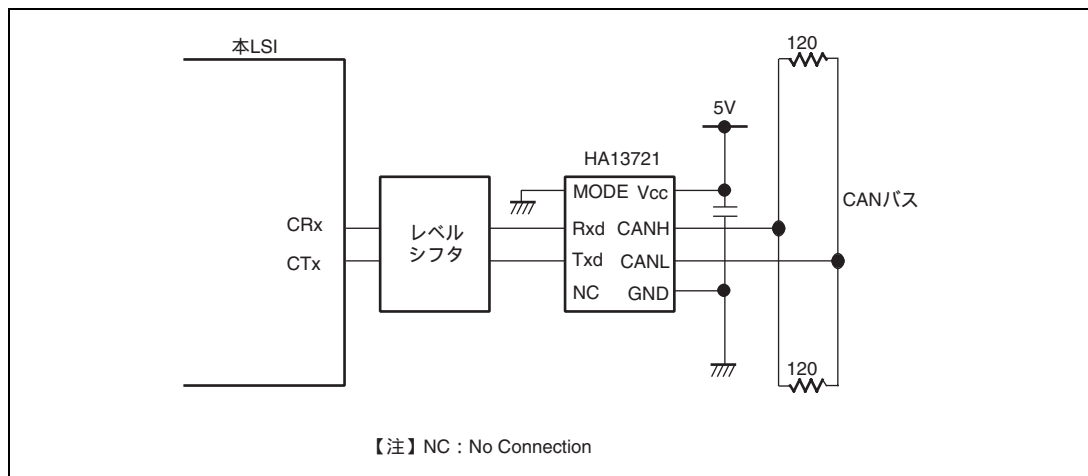 本LSI
120
5V
HA13721
MODE Vcc
CANバス
CRx
レベル
シフタ
Rxd CANH
CTx
Txd CANL
NC GND
120
【注】NC：No Connection